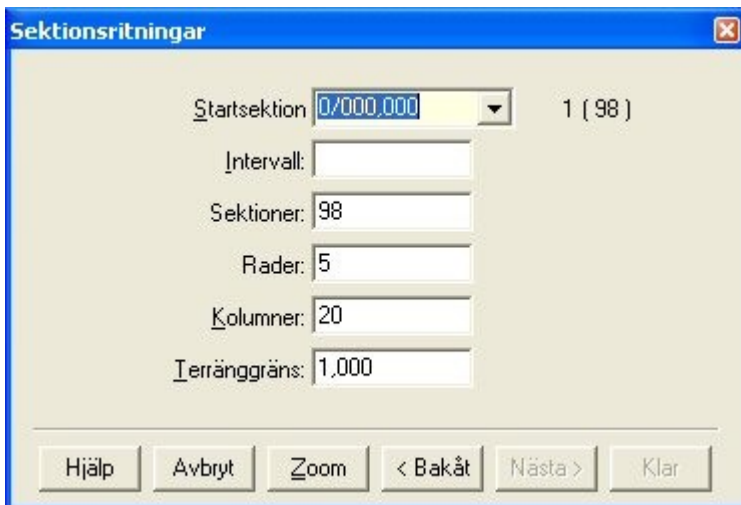 Sektionsritningar
Startsektion 0/000,000 1 ( 98 )
Intervall:
Sektioner: 98
Rader: 5
Kolumner: 20
Terränggräns: 1,000
Hjälp Avbryt Zoom < Bakåt Nästa > Klar